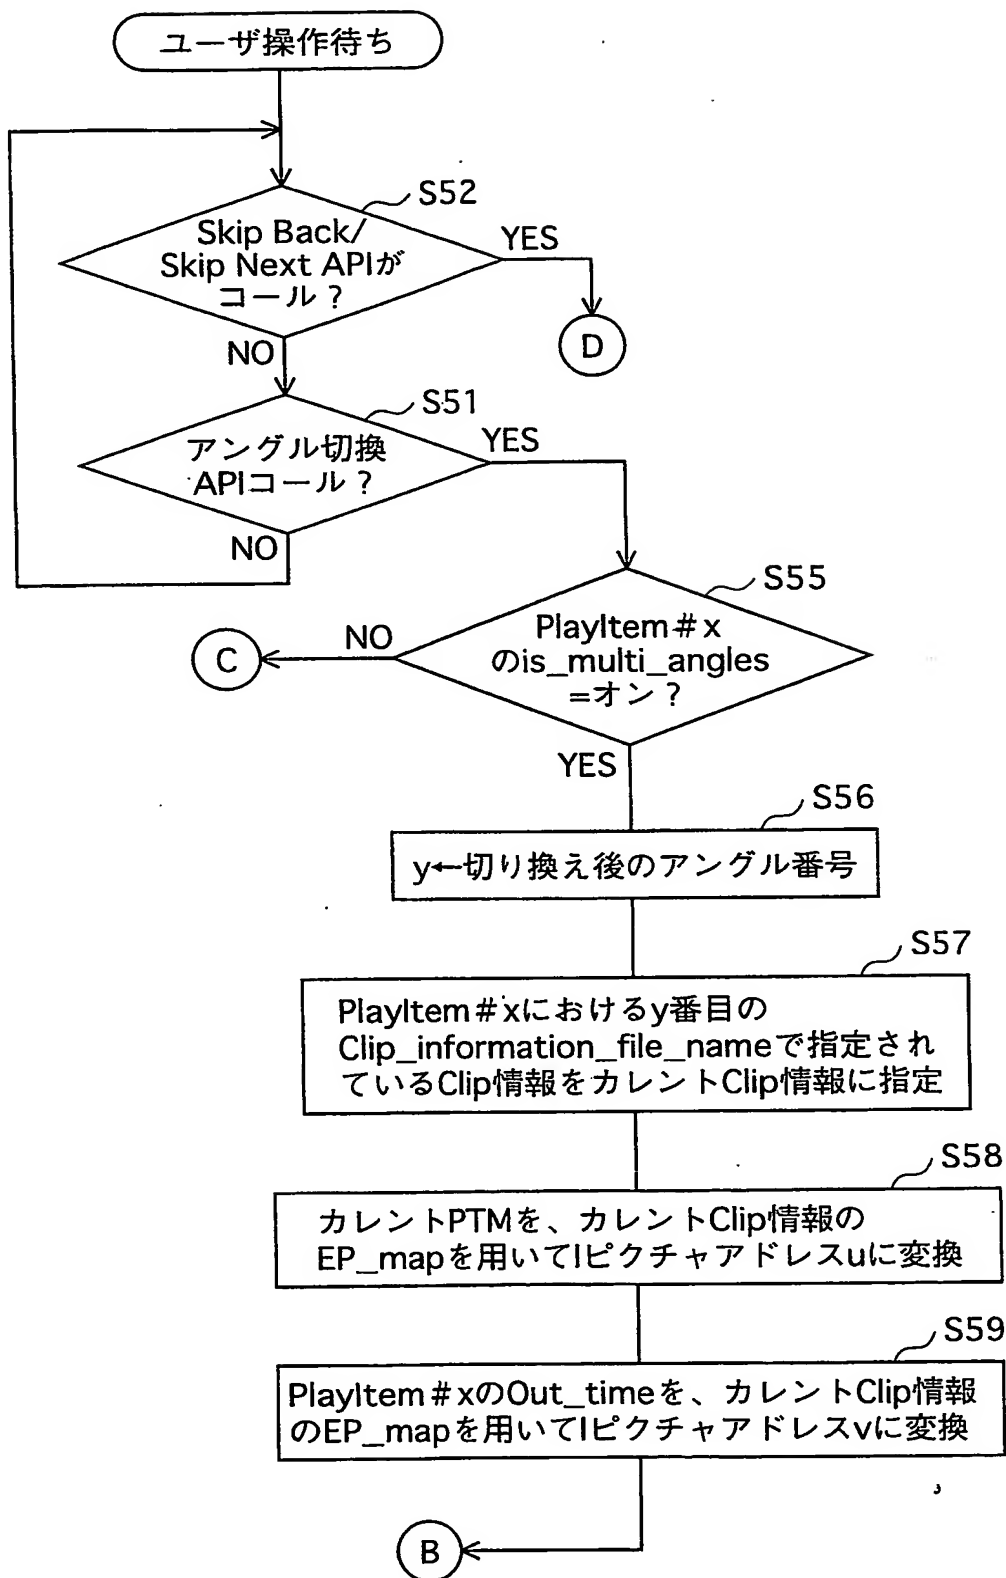 ユーザ操作待ち
S52
Skip Back/
Skip Next APIが
コール？
YES
D
NO
S51
アングル切換
APIコール？
YES
NO
S55
PlayItem＃x
のis_multi_angles
=オン？
NO
C
YES
S56
y←切り換え後のアングル番号
S57
PlayItem＃xにおけるy番目の
Clip_information_file_nameで指定され
ているClip情報をカレントClip情報に指定
S58
カレントPTMを、カレントClip情報の
EP_mapを用いてIピクチャアドレスuに変換
S59
PlayItem＃xのOut_timeを、カレントClip情報
のEP_mapを用いてIピクチャアドレスvに変換
B